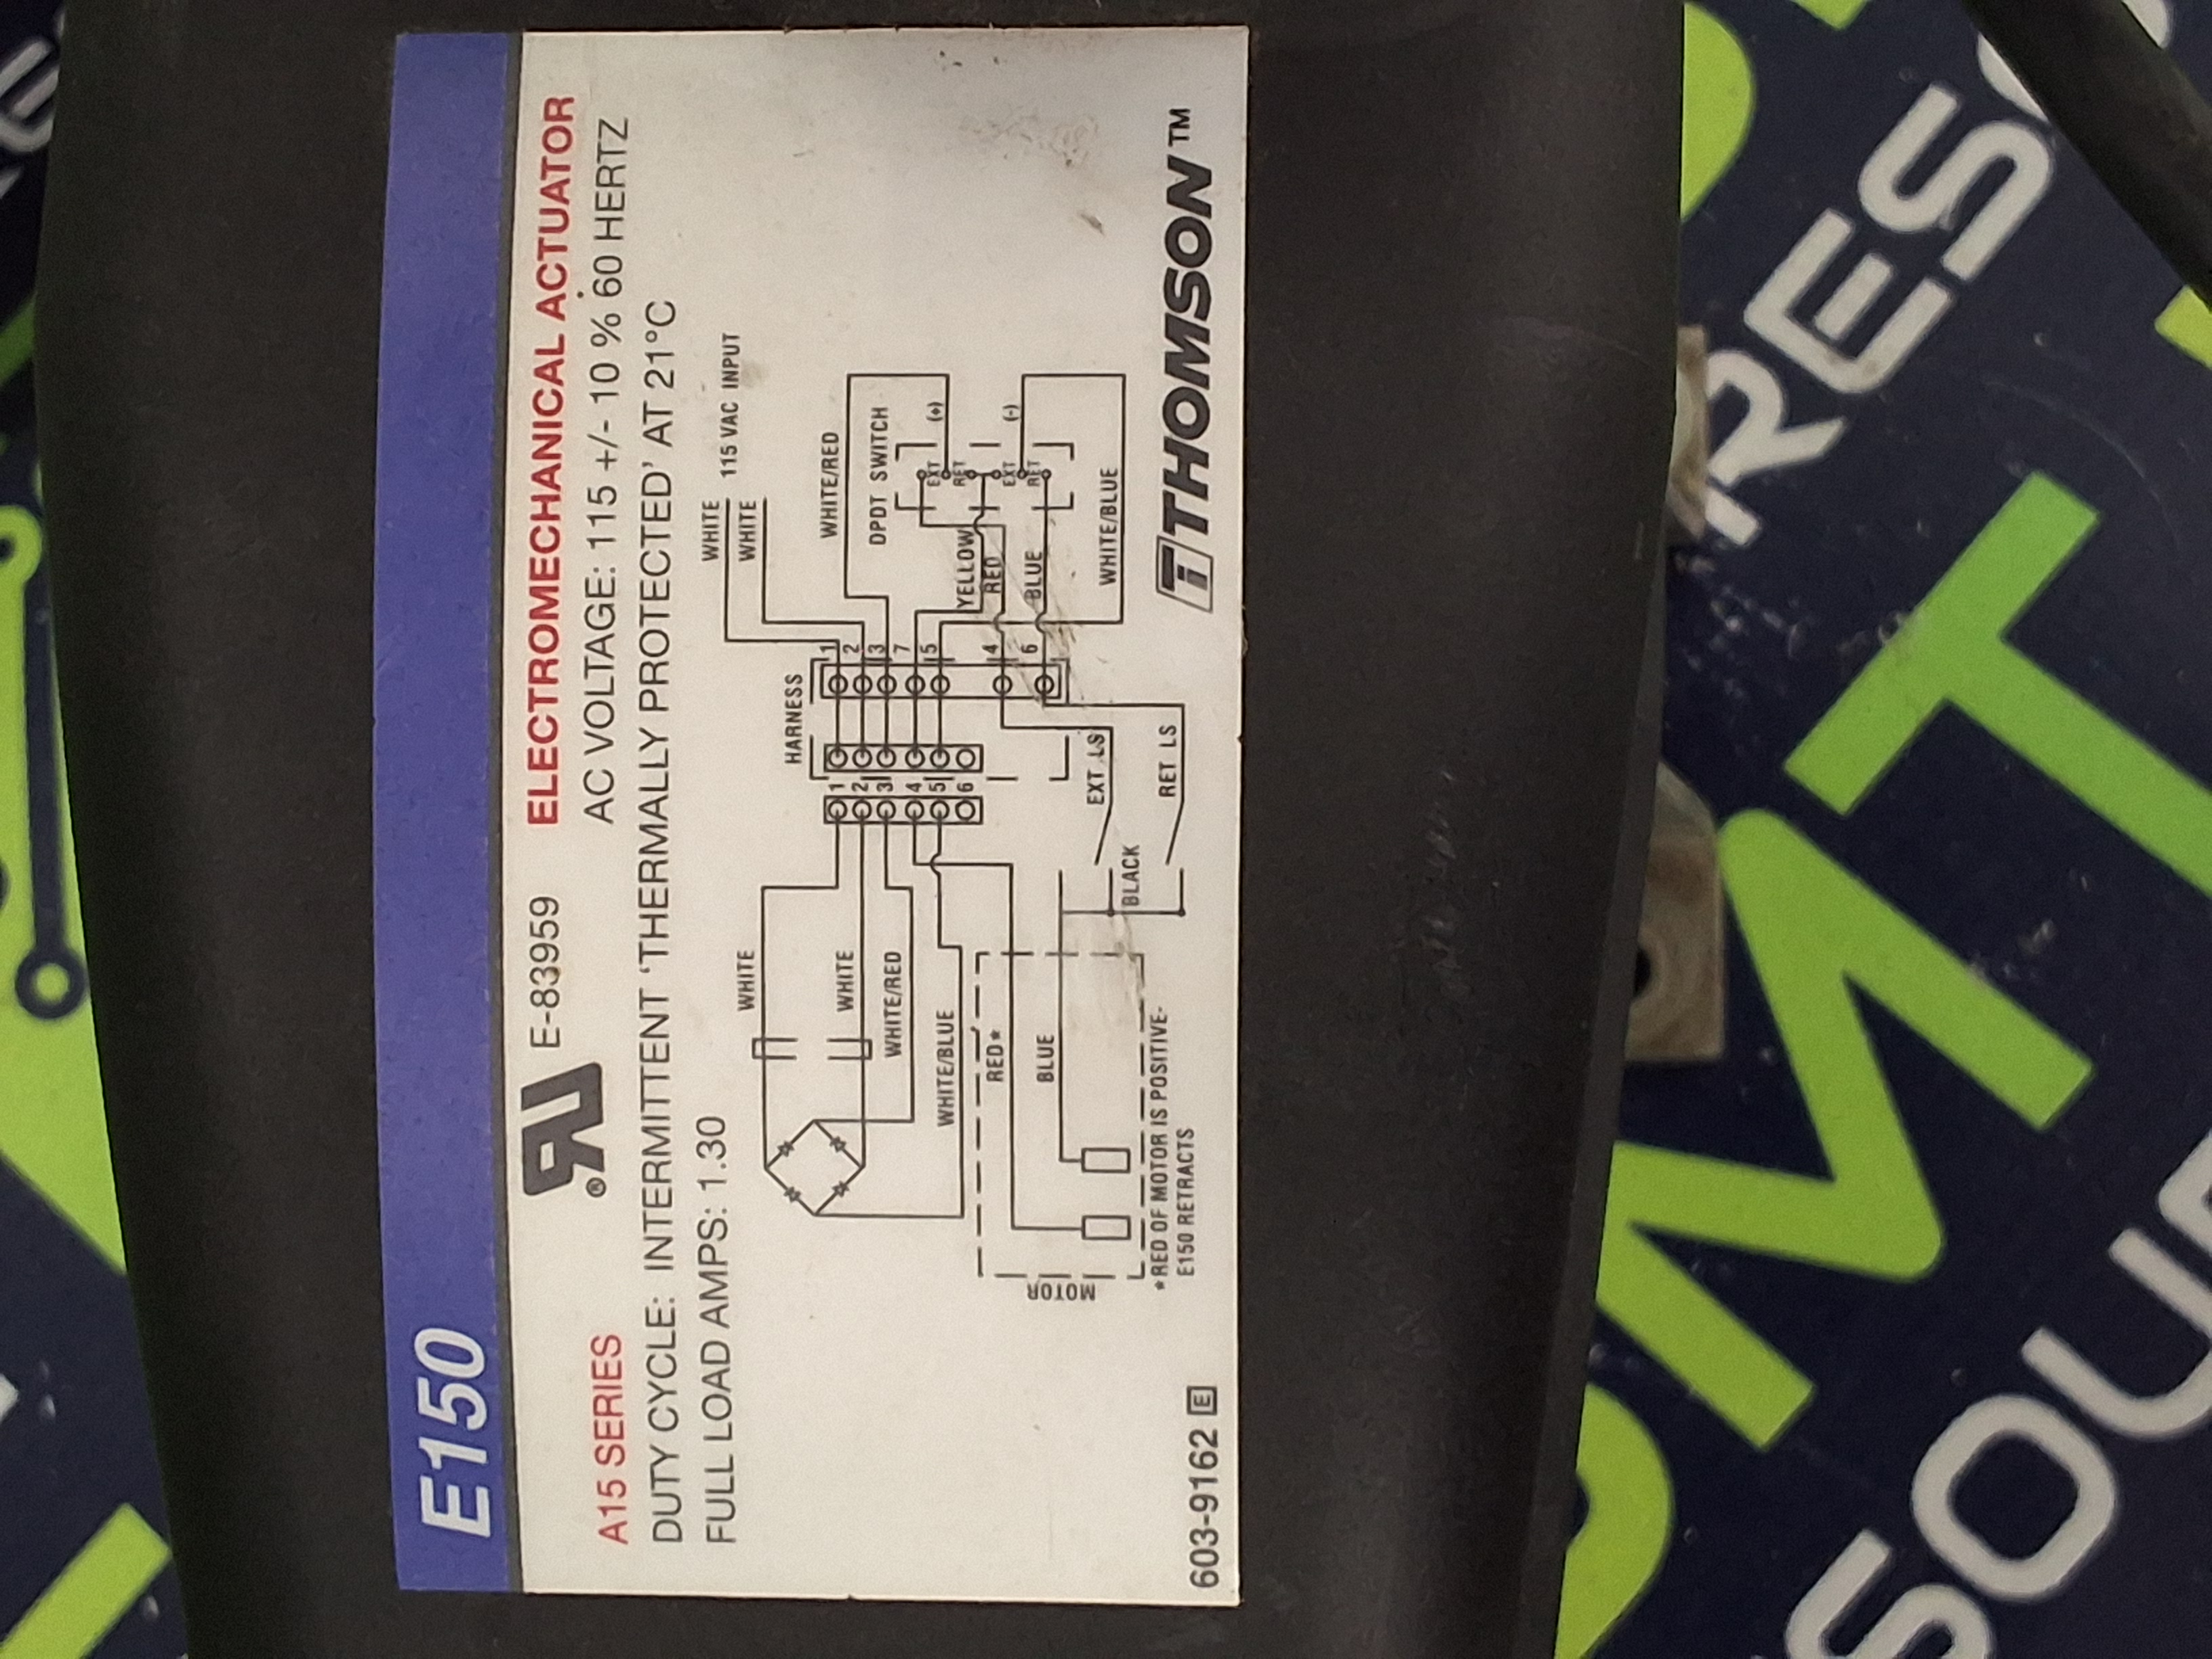 E150
A15 SERIES
E-83959
ELECTROMECHANICAL ACTUATOR
AC VOLTAGE: 115 +/- 10 % 60 HERTZ
DUTY CYCLE: INTERMITTENT 'THERMALLY PROTECTED' AT 21°C
FULL LOAD AMPS: 1.30
WHITE
WHITE
115 VAC INPUT
HARNESS
WHITE/RED
DPDT SWITCH
(+)
EXT
RET
EXT
RET
(-)
YELLOW
RED
BLUE
WHITE/BLUE
1
2
3
7
5
4
6
1
2
3
4
5
6
WHITE
WHITE
WHITE/RED
WHITE/BLUE
RED*
BLUE
BLACK
EXT LS
RET LS
MOTOR
*RED OF MOTOR IS POSITIVE-
E150 RETRACTS
603-9162 E
THOMSON™
RES
SOU